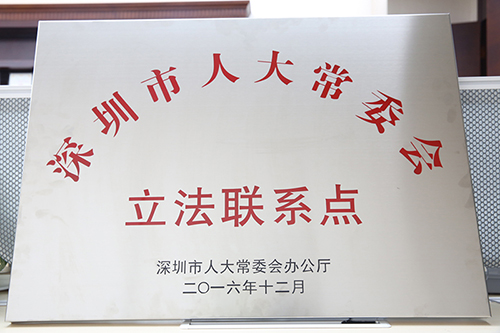 深圳市人大常委会
立法联系点
深圳市人大常委会办公厅
二〇一六年十二月